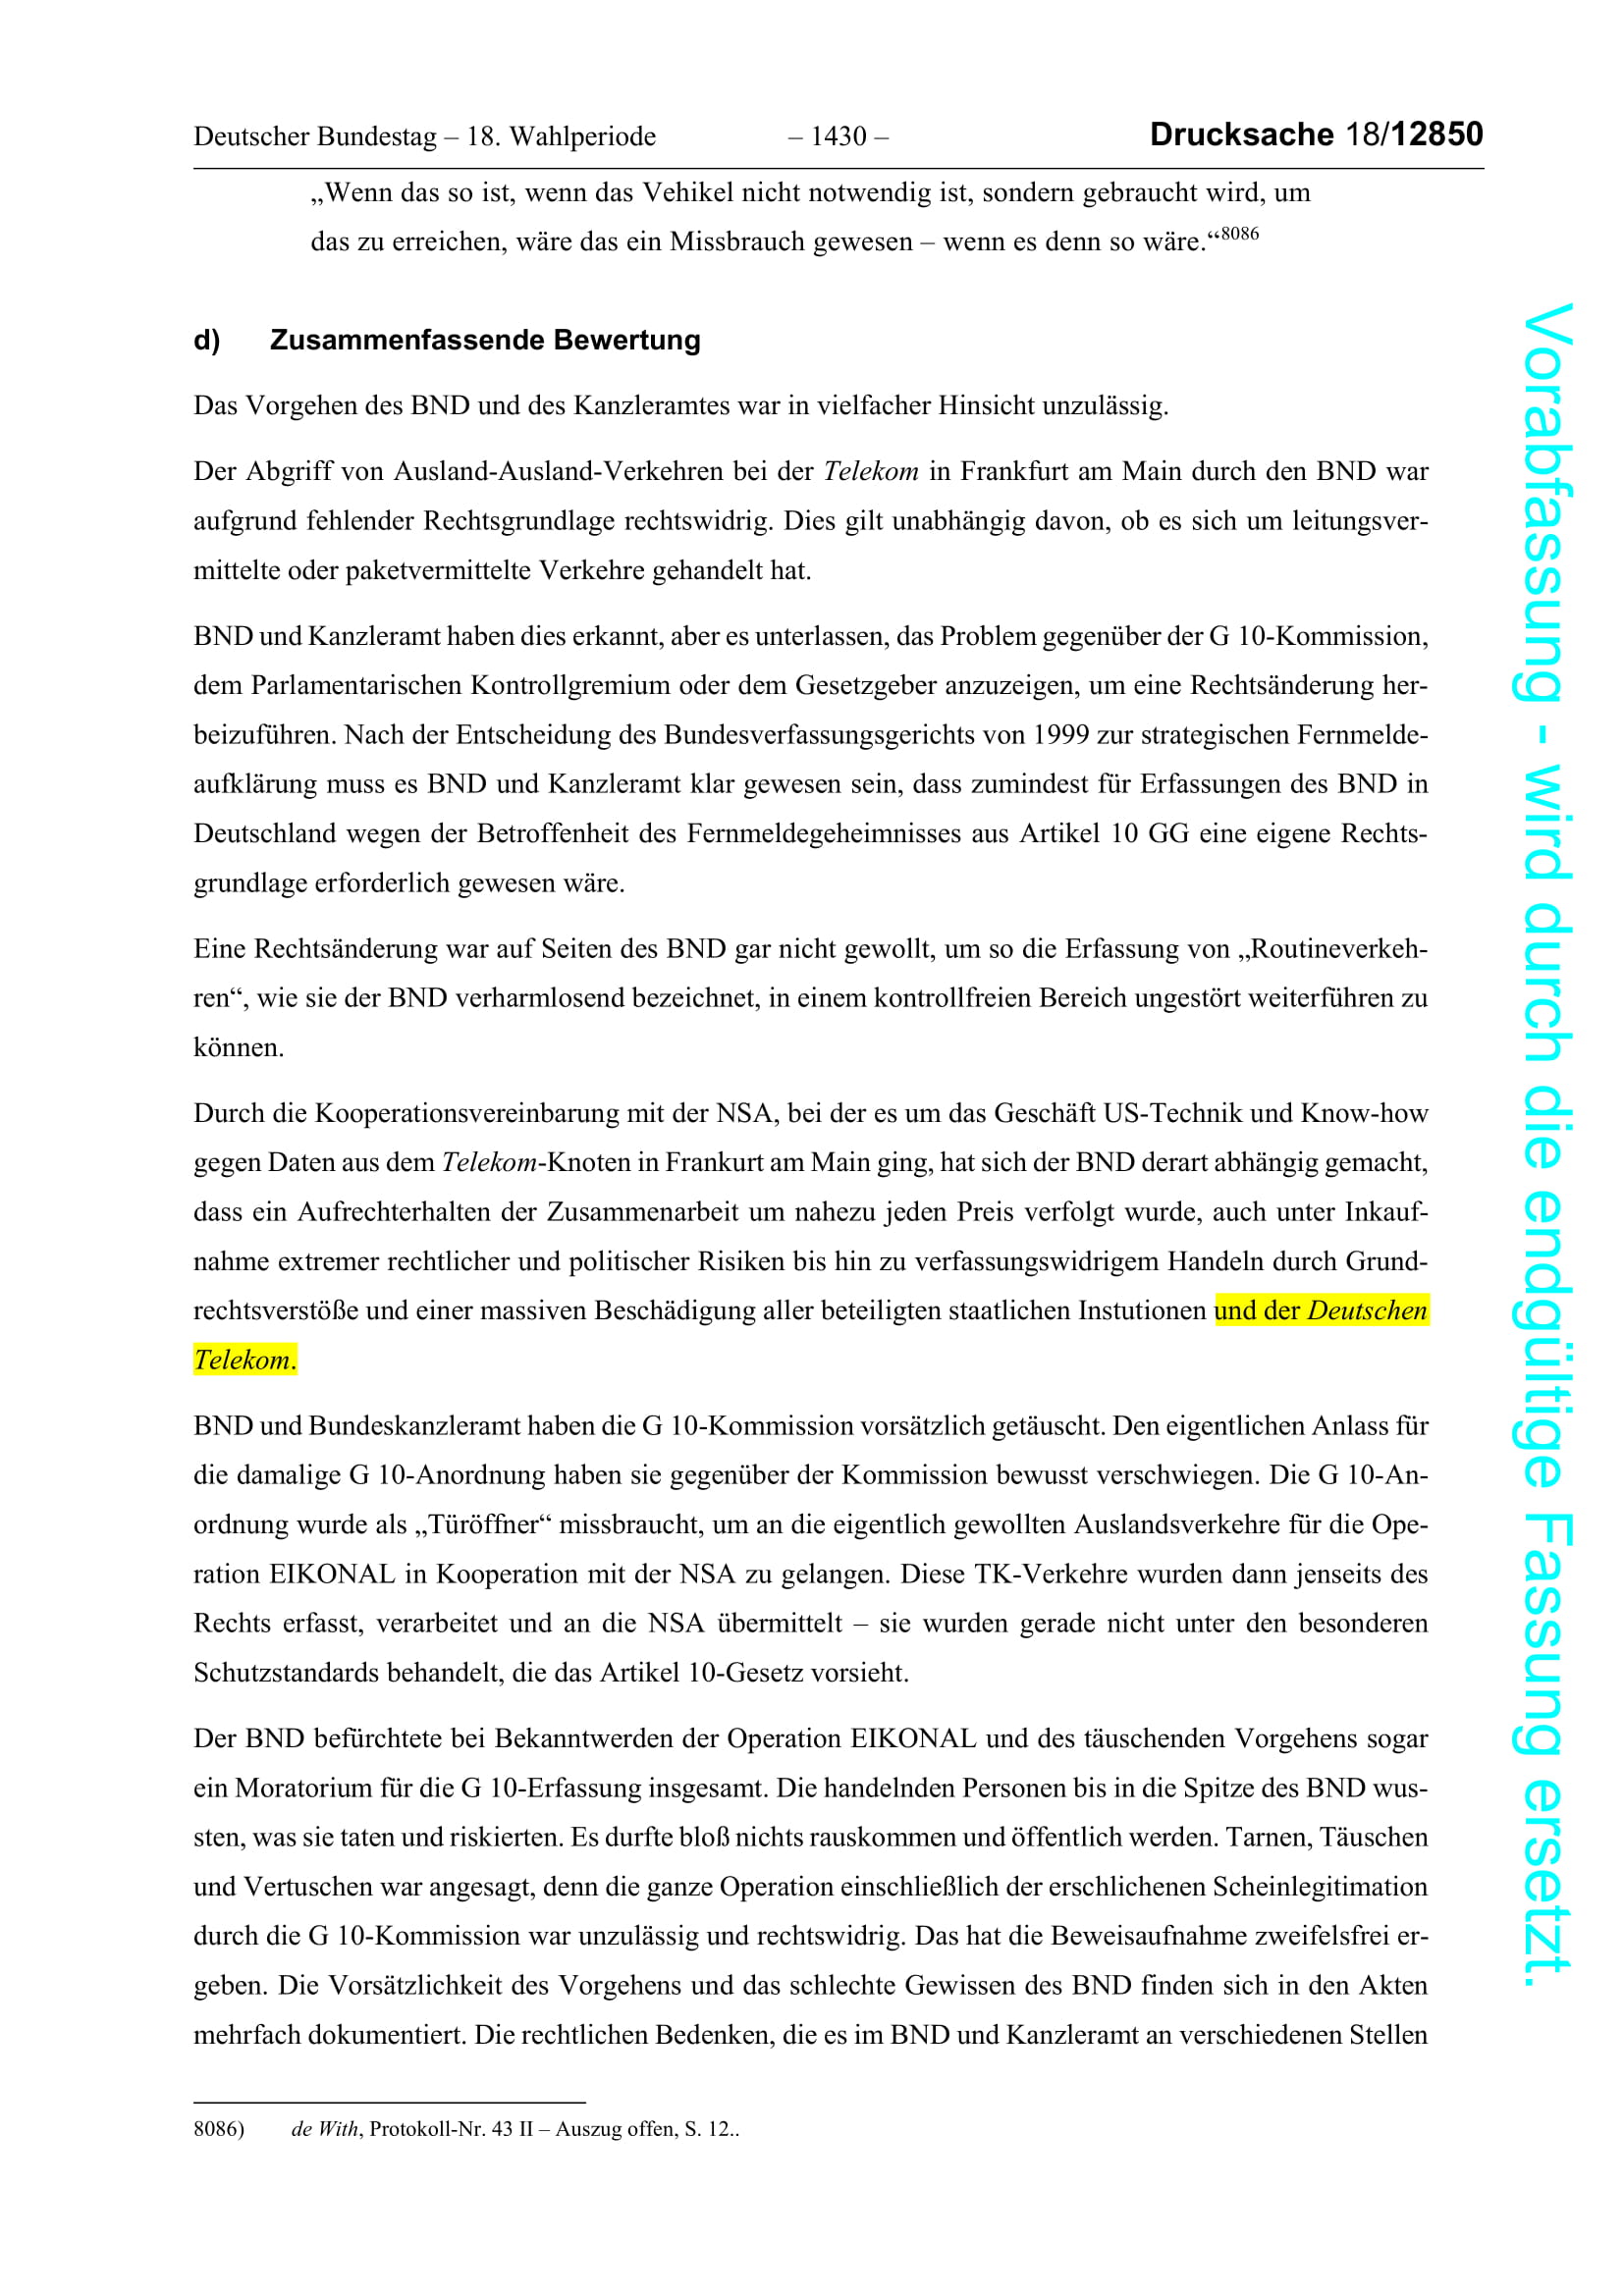 Deutscher Bundestag – 18. Wahlperiode – 1430 – Drucksache 18/12850
„Wenn das so ist, wenn das Vehikel nicht notwendig ist, sondern gebraucht wird, um
das zu erreichen, wäre das ein Missbrauch gewesen – wenn es denn so wäre.“8086
d) Zusammenfassende Bewertung
Das Vorgehen des BND und des Kanzleramtes war in vielfacher Hinsicht unzulässig.
Der Abgriff von Ausland-Ausland-Verkehren bei der Telekom in Frankfurt am Main durch den BND war
aufgrund fehlender Rechtsgrundlage rechtswidrig. Dies gilt unabhängig davon, ob es sich um leitungsver-
mittelte oder paketvermittelte Verkehre gehandelt hat.
BND und Kanzleramt haben dies erkannt, aber es unterlassen, das Problem gegenüber der G 10-Kommission,
dem Parlamentarischen Kontrollgremium oder dem Gesetzgeber anzuzeigen, um eine Rechtsänderung her-
beizuführen. Nach der Entscheidung des Bundesverfassungsgerichts von 1999 zur strategischen Fernmelde-
aufklärung muss es BND und Kanzleramt klar gewesen sein, dass zumindest für Erfassungen des BND in
Deutschland wegen der Betroffenheit des Fernmeldegeheimnisses aus Artikel 10 GG eine eigene Rechts-
grundlage erforderlich gewesen wäre.
Eine Rechtsänderung war auf Seiten des BND gar nicht gewollt, um so die Erfassung von „Routineverkeh-
ren“, wie sie der BND verharmlosend bezeichnet, in einem kontrollfreien Bereich ungestört weiterführen zu
können.
Durch die Kooperationsvereinbarung mit der NSA, bei der es um das Geschäft US-Technik und Know-how
gegen Daten aus dem Telekom-Knoten in Frankurt am Main ging, hat sich der BND derart abhängig gemacht,
dass ein Aufrechterhalten der Zusammenarbeit um nahezu jeden Preis verfolgt wurde, auch unter Inkauf-
nahme extremer rechtlicher und politischer Risiken bis hin zu verfassungswidrigem Handeln durch Grund-
rechtsverstöße und einer massiven Beschädigung aller beteiligten staatlichen Instutionen und der Deutschen
Telekom.
BND und Bundeskanzleramt haben die G 10-Kommission vorsätzlich getäuscht. Den eigentlichen Anlass für
die damalige G 10-Anordnung haben sie gegenüber der Kommission bewusst verschwiegen. Die G 10-An-
ordnung wurde als „Türöffner“ missbraucht, um an die eigentlich gewollten Auslandsverkehre für die Ope-
ration EIKONAL in Kooperation mit der NSA zu gelangen. Diese TK-Verkehre wurden dann jenseits des
Rechts erfasst, verarbeitet und an die NSA übermittelt – sie wurden gerade nicht unter den besonderen
Schutzstandards behandelt, die das Artikel 10-Gesetz vorsieht.
Der BND befürchtete bei Bekanntwerden der Operation EIKONAL und des täuschenden Vorgehens sogar
ein Moratorium für die G 10-Erfassung insgesamt. Die handelnden Personen bis in die Spitze des BND wus-
sten, was sie taten und riskierten. Es durfte bloß nichts rauskommen und öffentlich werden. Tarnen, Täuschen
und Vertuschen war angesagt, denn die ganze Operation einschließlich der erschlichenen Scheinlegitimation
durch die G 10-Kommission war unzulässig und rechtswidrig. Das hat die Beweisaufnahme zweifelsfrei er-
geben. Die Vorsätzlichkeit des Vorgehens und das schlechte Gewissen des BND finden sich in den Akten
mehrfach dokumentiert. Die rechtlichen Bedenken, die es im BND und Kanzleramt an verschiedenen Stellen
8086) de With, Protokoll-Nr. 43 II – Auszug offen, S. 12..
Vorabfassung - wird durch die endgültige Fassung ersetzt.